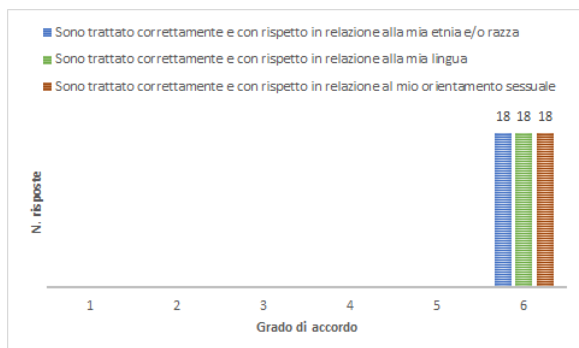 Sono trattato correttamente e con rispetto in relazione alla mia etnia e/o razza
Sono trattato correttamente e con rispetto in relazione alla mia lingua
Sono trattato correttamente e con rispetto in relazione al mio orientamento sessuale
18 18 18
N. risposte
1 2 3 4 5 6
Grado di accordo